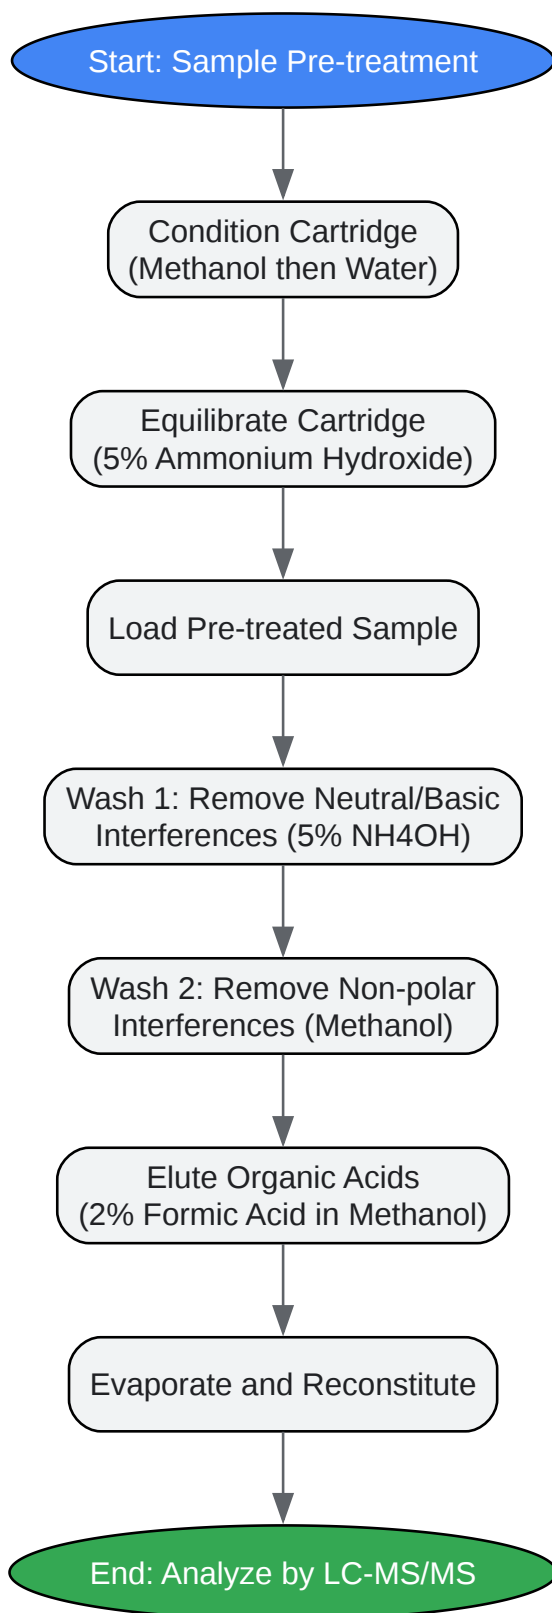 Start: Sample Pre-treatment
Condition Cartridge
(Methanol then Water)
Equilibrate Cartridge
(5% Ammonium Hydroxide)
Load Pre-treated Sample
Wash 1: Remove Neutral/Basic
Interferences (5% NH4OH)
Wash 2: Remove Non-polar
Interferences (Methanol)
Elute Organic Acids
(2% Formic Acid in Methanol)
Evaporate and Reconstitute
End: Analyze by LC-MS/MS